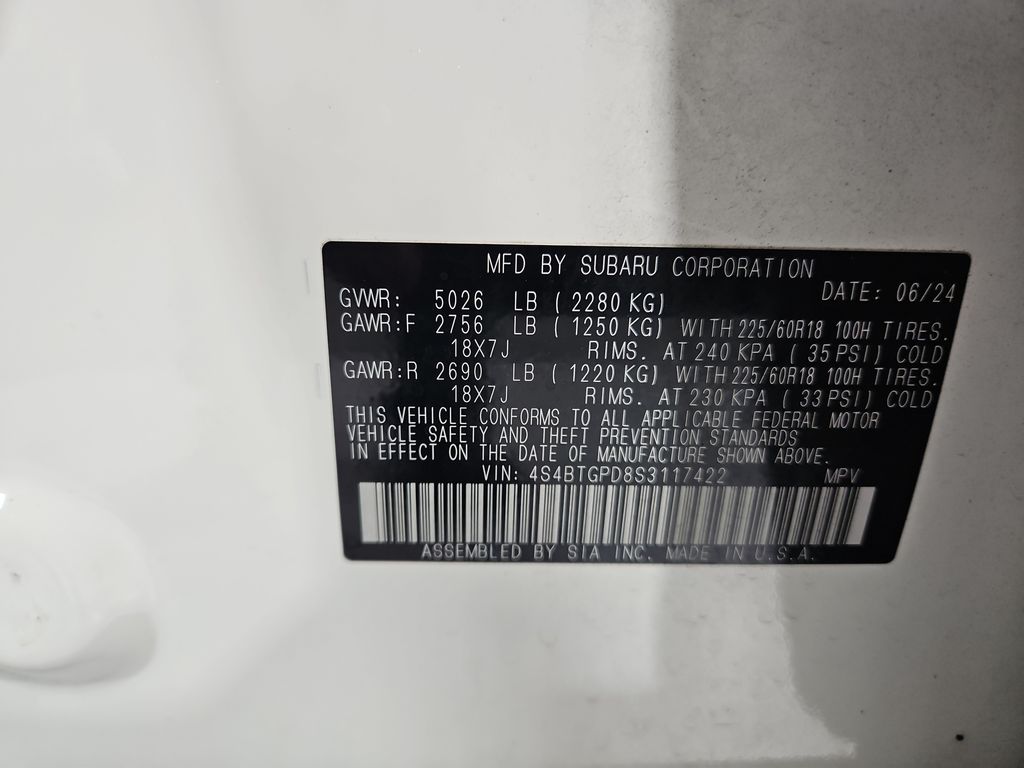 MFD BY SUBARU CORPORATION
DATE: 06/24
GVWR: 5026 LB ( 2280 KG)
GAWR:F 2756 LB ( 1250 KG) WITH 225/60R18 100H TIRES.
18X7J RIMS. AT 240 KPA ( 35 PSI) COLD
GAWR:R 2690 LB ( 1220 KG) WITH 225/60R18 100H TIRES.
18X7J RIMS. AT 230 KPA ( 33 PSI) COLD
THIS VEHICLE CONFORMS TO ALL APPLICABLE FEDERAL MOTOR
VEHICLE SAFETY AND THEFT PREVENTION STANDARDS
IN EFFECT ON THE DATE OF MANUFACTURE SHOWN ABOVE.
VIN: 4S4BTGPD8S3117422 MPV
ASSEMBLED BY SIA INC. MADE IN U.S.A.